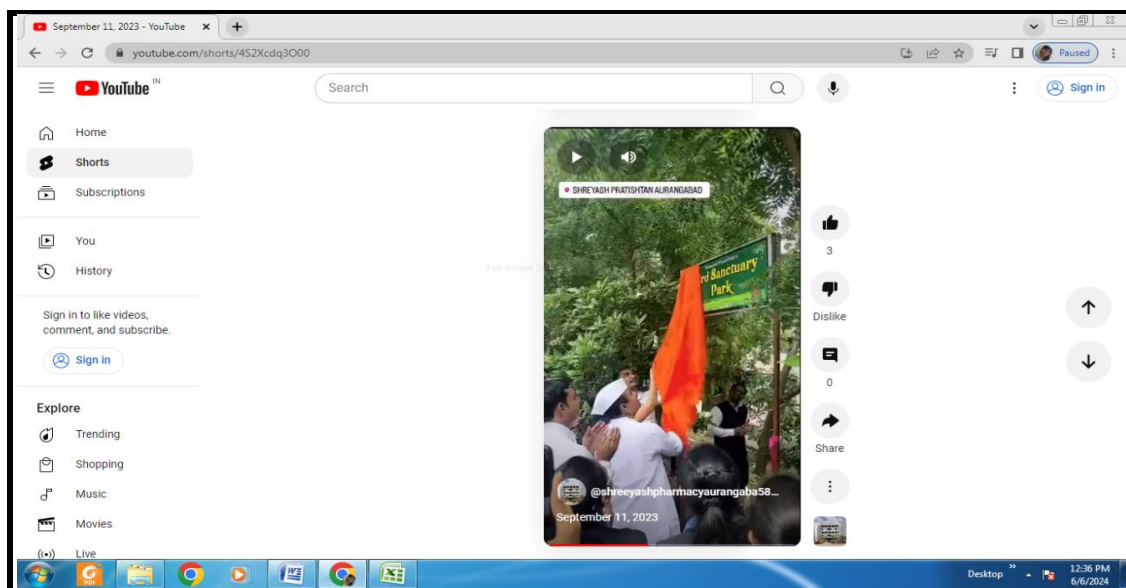 September 11, 2023 - YouTube
youtube.com/shorts/4S2Xcdq3O00
Paused
YouTube IN
Search
Sign in
Home
Shorts
Subscriptions
You
History
Sign in to like videos,
comment, and subscribe.
Sign in
Explore
Trending
Shopping
Music
Movies
Live
SHREYASH PRATISHTAN AURANGABAD
rd Sanctuary
Park
@shreeyashpharmacyaurangaba58...
September 11, 2023
3
Dislike
0
Share
Desktop
12:36 PM
6/6/2024